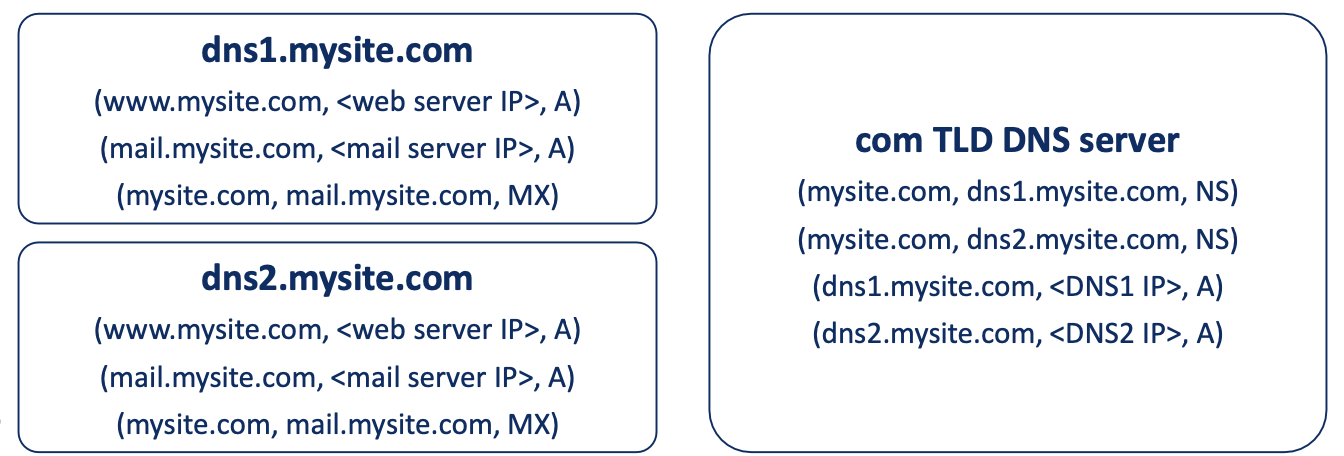 dns1.mysite.com
(www.mysite.com, <web server IP>, A)
(mail.mysite.com, <mail server IP>, A)
(mysite.com, mail.mysite.com, MX)
dns2.mysite.com
(www.mysite.com, <web server IP>, A)
(mail.mysite.com, <mail server IP>, A)
(mysite.com, mail.mysite.com, MX)
com TLD DNS server
(mysite.com, dns1.mysite.com, NS)
(mysite.com, dns2.mysite.com, NS)
(dns1.mysite.com, <DNS1 IP>, A)
(dns2.mysite.com, <DNS2 IP>, A)